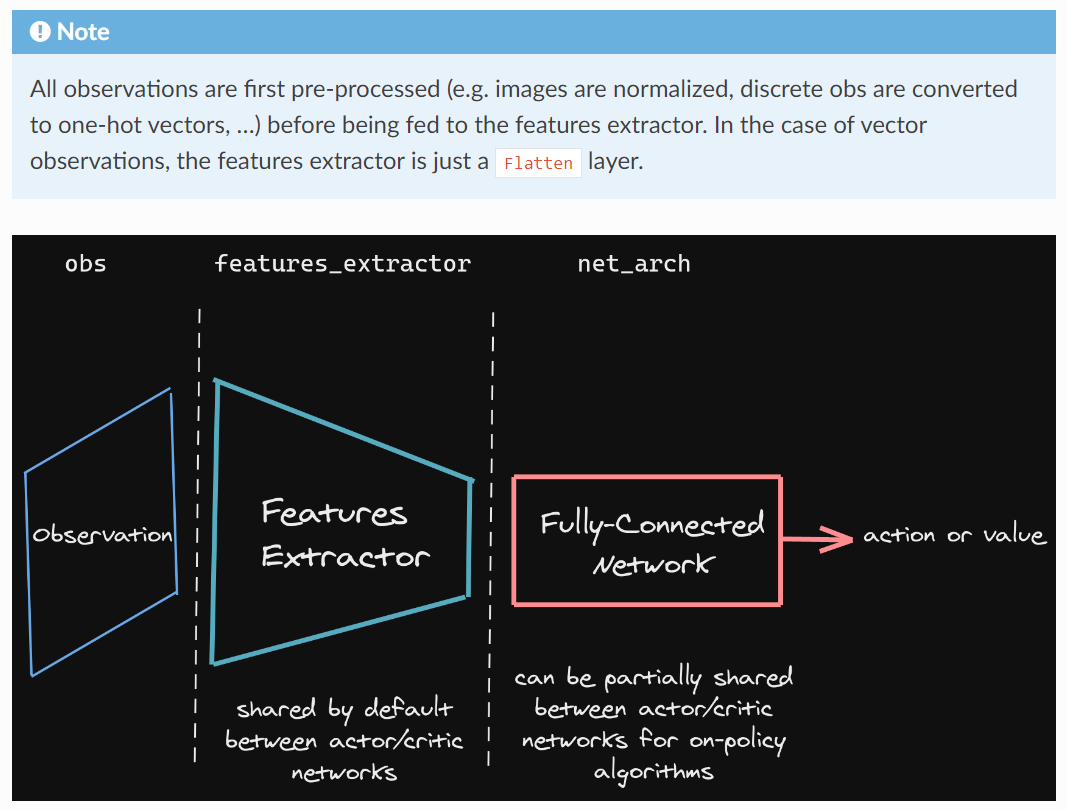 Note
All observations are first pre-processed (e.g. images are normalized, discrete obs are converted
to one-hot vectors, ...) before being fed to the features extractor. In the case of vector
observations, the features extractor is just a Flatten layer.
obs features_extractor net_arch
Observation
Features
Extractor
Fully-Connected
Network
action or value
shared by default
between actor/critic
networks
can be partially shared
between actor/critic
networks for on-policy
algorithms